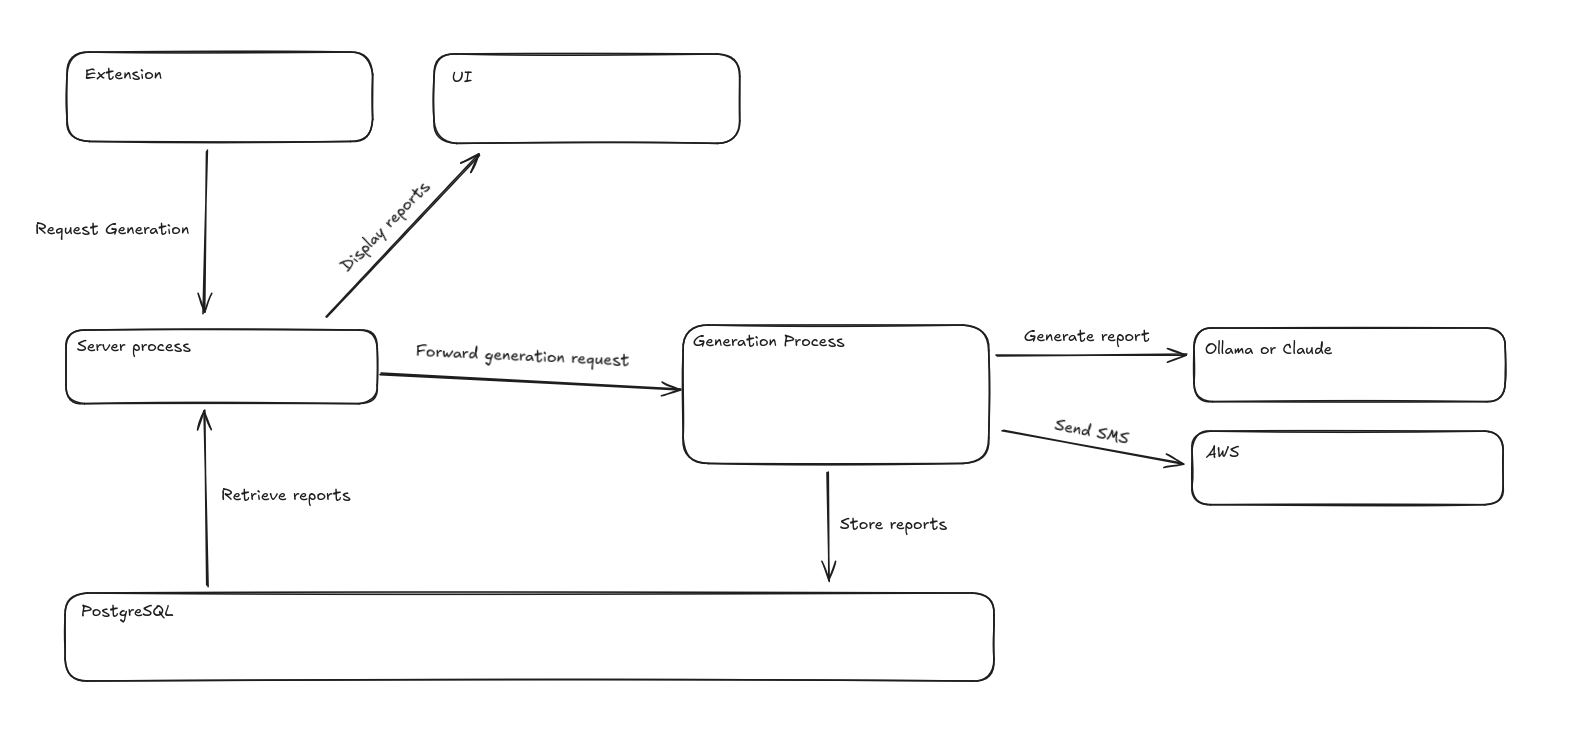 Extension
UI
Display reports
Request Generation
Server process
Forward generation request
Generation Process
Generate report
Ollama or Claude
Send SMS
AWS
Retrieve reports
Store reports
PostgreSQL